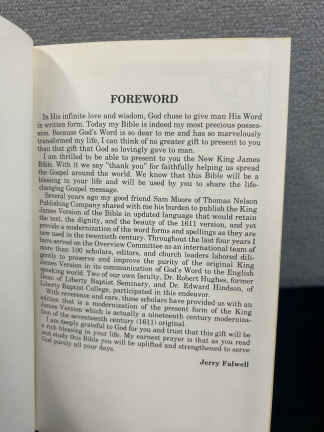 FOREWORD
In His infinite love and wisdom, God chose to give man His Word
in written form. Today my Bible is indeed my most precious posses-
sion. Because God's Word is so dear to me and has so marvelously
transformed my life, I can think of no greater gift to present to you
than that gift that God so lovingly gave to man.
I am thrilled to be able to present to you the New King James
Bible. With it we say "thank you" for faithfully helping us spread
the Gospel around the world. We know that this Bible will be a
blessing in your life and will be used by you to share the life-
changing Gospel message.
Several years ago my good friend Sam Moore of Thomas Nelson
Publishing Company shared with me his burden to publish the King
James Version of the Bible in updated language that would retain
the text, the dignity, and the beauty of the 1611 version, and yet
provide a modernization of the word forms and spellings as they are
now used in the twentieth century. Throughout the last four years I
have served on the Overview Committee as an international team of
more than 130 scholars, editors, and church leaders labored dili-
gently to preserve and improve the purity of the original King
James Version in its communication of God's Word to the English
speaking world. Two of our own faculty, Dr. Robert Hughes, former
Dean of Liberty Baptist Seminary, and Dr. Edward Hindson, of
Liberty Baptist College, participated in this endeavor.
With reverence and care, these scholars have provided us with an
edition that is a modernization of the present form of the King
James Version which is actually a nineteenth century moderniza-
tion of the seventeenth century (1611) original.
I am deeply grateful to God for you and trust that this gift will be
a rich blessing in your life. My earnest prayer is that as you read
and study this Bible you will be uplifted and strengthened to serve
God purely all your days.
Jerry Falwell